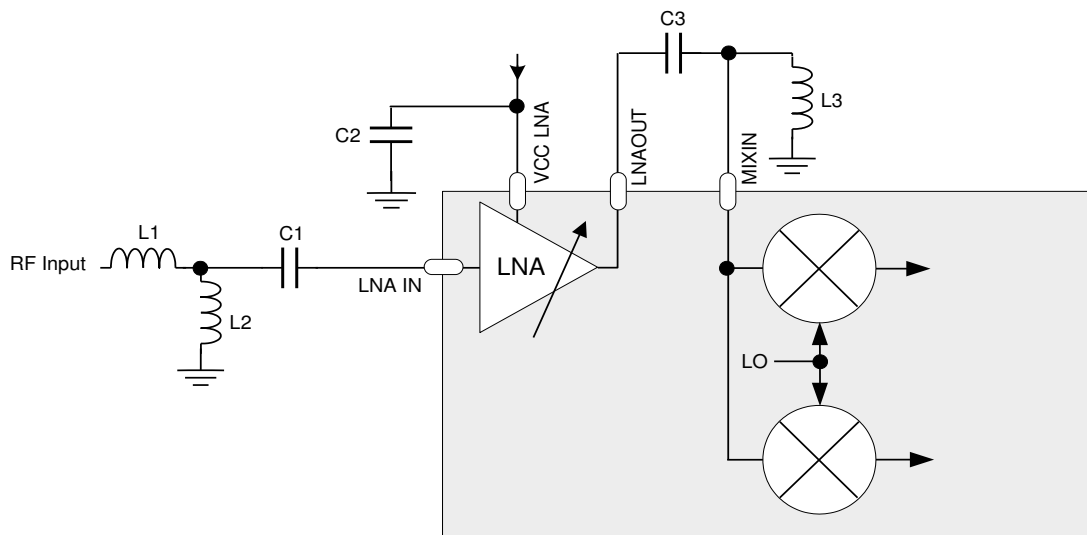 C3
L3
C2
VCC LNA
LNAOUT
MIXIN
L1
C1
RF Input
LNA IN
LNA
L2
LO